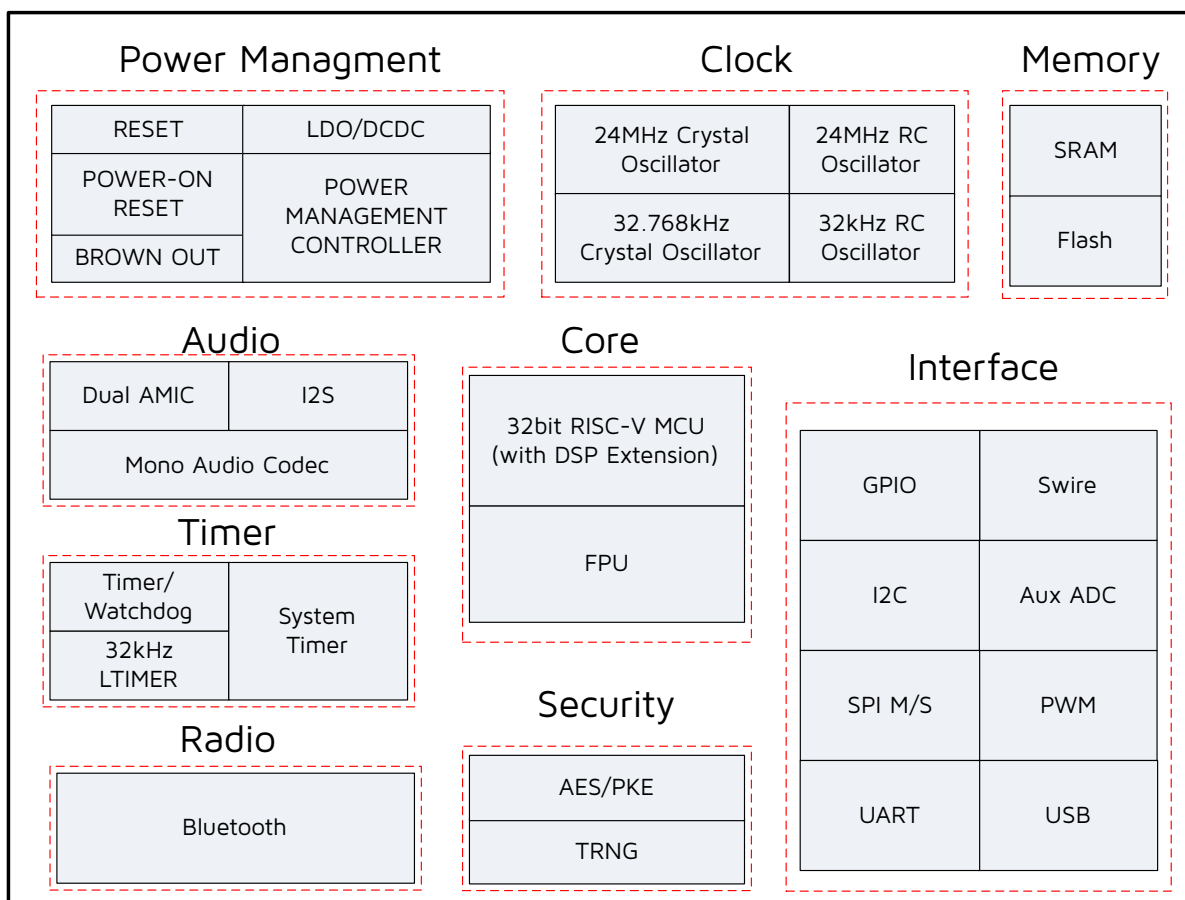 Power Managment
RESET
LDO/DCDC
POWER-ON
RESET
POWER
MANAGEMENT
CONTROLLER
BROWN OUT
Clock
24MHz Crystal
Oscillator
24MHz RC
Oscillator
32.768kHz
Crystal Oscillator
32kHz RC
Oscillator
Memory
SRAM
Flash
Audio
Dual AMIC
I2S
Mono Audio Codec
Core
32bit RISC-V MCU
(with DSP Extension)
FPU
Interface
GPIO
Swire
I2C
Aux ADC
SPI M/S
PWM
UART
USB
Timer
Timer/
Watchdog
System
Timer
32kHz
LTIMER
Radio
Bluetooth
Security
AES/PKE
TRNG